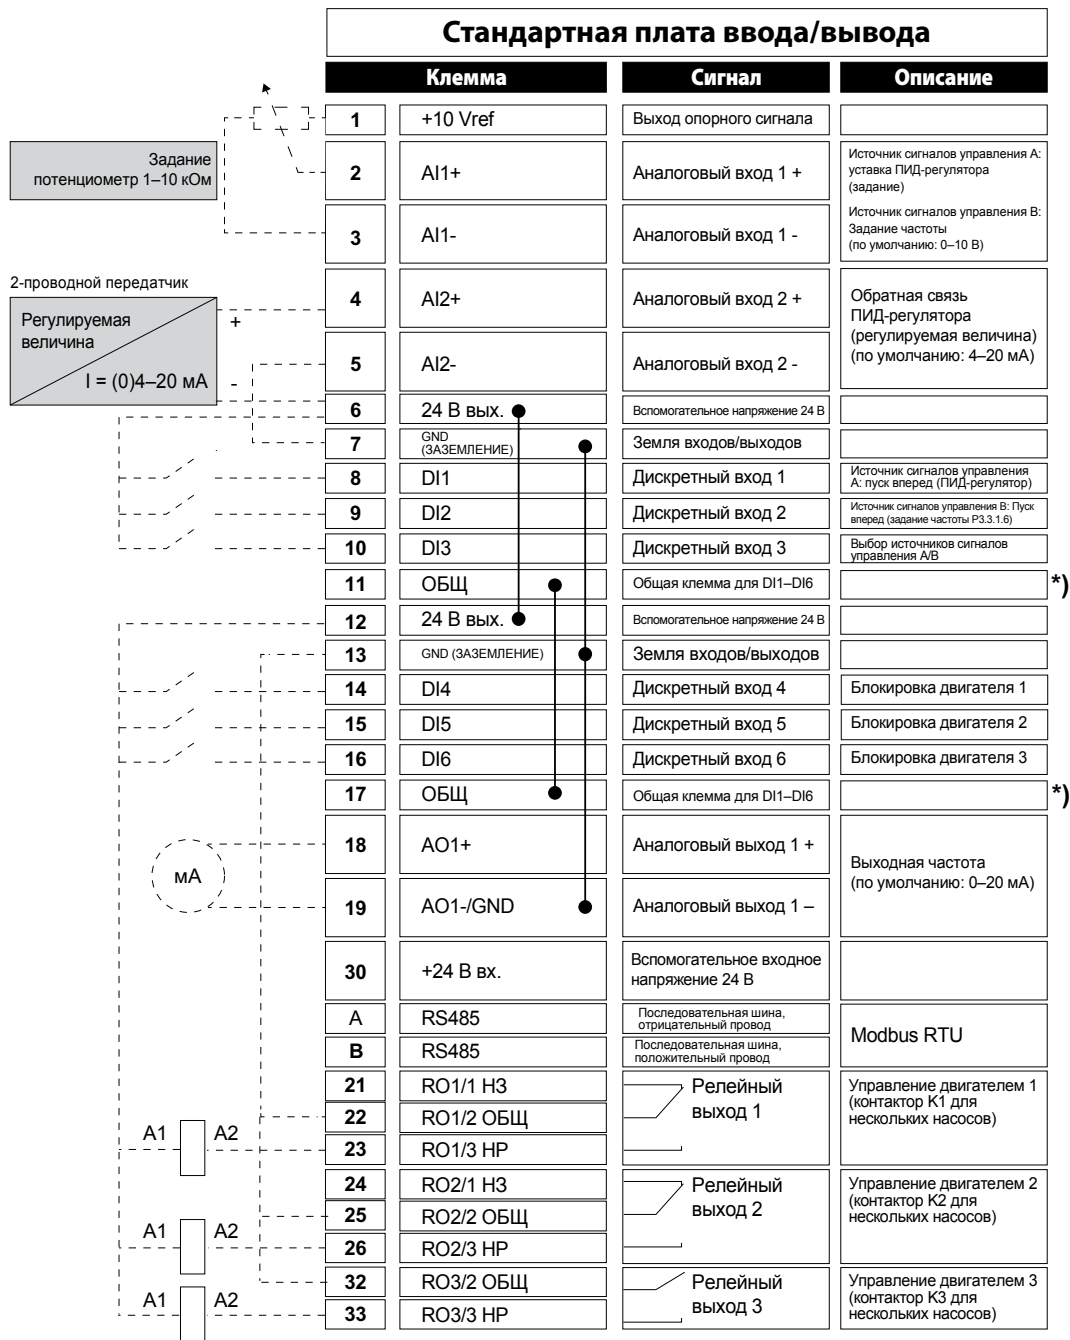 Стандартная плата ввода/вывода
Клемма Сигнал Описание
1 +10 Vref Выход опорного сигнала
Задание
потенциометр 1–10 кОм
2 AI1+ Аналоговый вход 1 +
Источник сигналов управления A:
уставка ПИД-регулятора
(задание)
3 AI1- Аналоговый вход 1 -
Источник сигналов управления B:
Задание частоты
(по умолчанию: 0–10 В)
2-проводной передатчик
Регулируемая
величина
I = (0)4–20 мА
+
-
4 AI2+ Аналоговый вход 2 +
5 AI2- Аналоговый вход 2 -
Обратная связь
ПИД-регулятора
(регулируемая величина)
(по умолчанию: 4–20 мА)
6 24 В вых. Вспомогательное напряжение 24 В
7 GND
(ЗАЗЕМЛЕНИЕ)
Земля входов/выходов
8 DI1 Дискретный вход 1
Источник сигналов управления
A: пуск вперед (ПИД-регулятор)
9 DI2 Дискретный вход 2
Источник сигналов управления B: Пуск
вперед (задание частоты P3.3.1.6)
10 DI3 Дискретный вход 3
Выбор источников сигналов
управления A/B
11 ОБЩ Общая клемма для DI1–DI6 *)
12 24 В вых. Вспомогательное напряжение 24 В
13 GND (ЗАЗЕМЛЕНИЕ) Земля входов/выходов
14 DI4 Дискретный вход 4 Блокировка двигателя 1
15 DI5 Дискретный вход 5 Блокировка двигателя 2
16 DI6 Дискретный вход 6 Блокировка двигателя 3
17 ОБЩ Общая клемма для DI1–DI6 *)
мА
18 AO1+ Аналоговый выход 1 +
19 AO1-/GND Аналоговый выход 1 –
Выходная частота
(по умолчанию: 0–20 мА)
30 +24 В вх.
Вспомогательное входное
напряжение 24 В
A RS485
Последовательная шина,
отрицательный провод
B RS485
Последовательная шина,
положительный провод
Modbus RTU
21 RO1/1 НЗ
22 RO1/2 ОБЩ
A1 A2
23 RO1/3 НР
Релейный
выход 1
Управление двигателем 1
(контактор K1 для
нескольких насосов)
24 RO2/1 НЗ
25 RO2/2 ОБЩ
A1 A2
26 RO2/3 НР
Релейный
выход 2
Управление двигателем 2
(контактор K2 для
нескольких насосов)
32 RO3/2 ОБЩ
A1 A2
33 RO3/3 НР
Релейный
выход 3
Управление двигателем 3
(контактор K3 для
нескольких насосов)